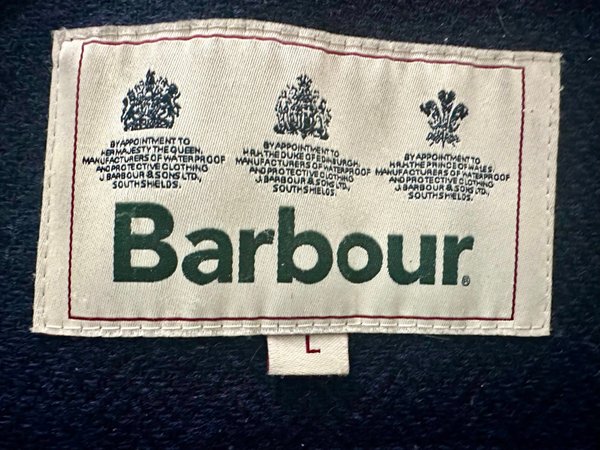 BY APPOINTMENT TO
HER MAJESTY THE QUEEN,
MANUFACTURERS OF WATERPROOF
AND PROTECTIVE CLOTHING
J. BARBOUR & SONS LTD.,
SOUTH SHIELDS.
BY APPOINTMENT TO
H.R.H. THE DUKE OF EDINBURGH,
MANUFACTURERS OF WATERPROOF
AND PROTECTIVE CLOTHING
J. BARBOUR & SONS LTD.,
SOUTH SHIELDS.
BY APPOINTMENT TO
H.R.H. THE PRINCE OF WALES,
MANUFACTURERS OF WATERPROOF
AND PROTECTIVE CLOTHING
J. BARBOUR & SONS LTD.,
SOUTH SHIELDS.
Barbour®
L